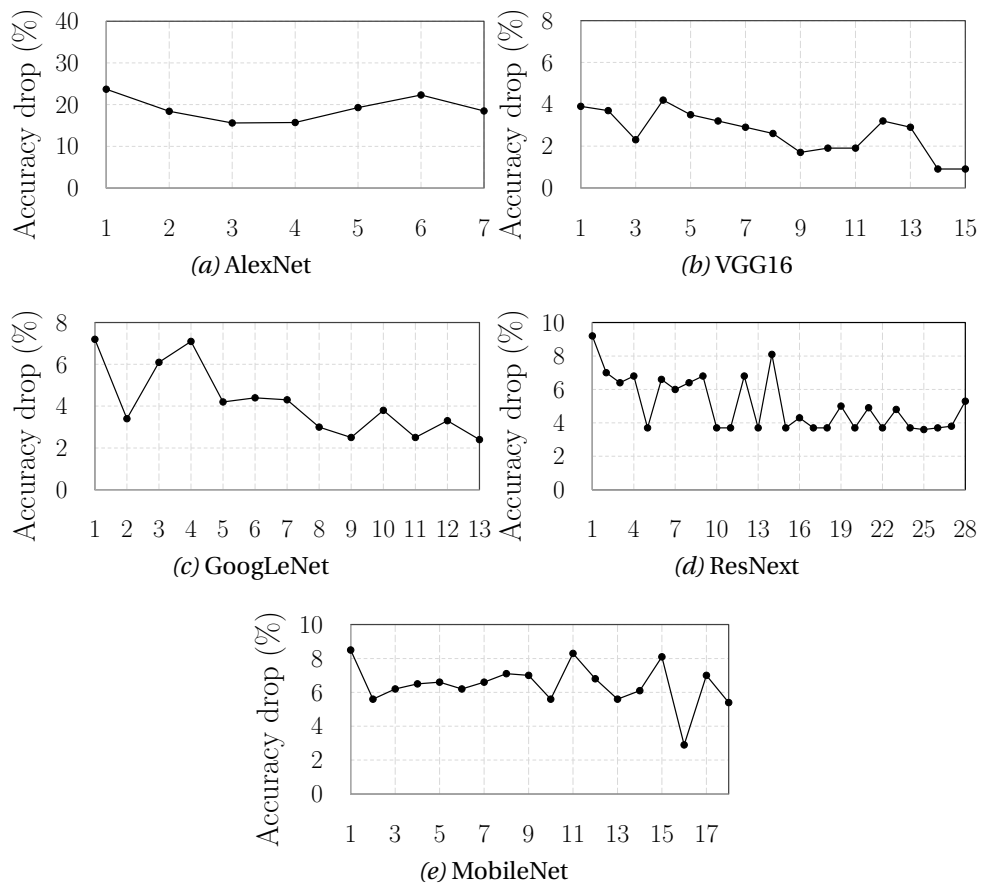 Accuracy drop (%)
40
30
20
10
0
1 2 3 4 5 6 7
(a) AlexNet
Accuracy drop (%)
8
6
4
2
0
1 3 5 7 9 11 13 15
(b) VGG16
Accuracy drop (%)
8
6
4
2
0
1 2 3 4 5 6 7 8 9 10 11 12 13
(c) GoogLeNet
Accuracy drop (%)
10
8
6
4
2
0
1 4 7 10 13 16 19 22 25 28
(d) ResNext
Accuracy drop (%)
10
8
6
4
2
0
1 3 5 7 9 11 13 15 17
(e) MobileNet